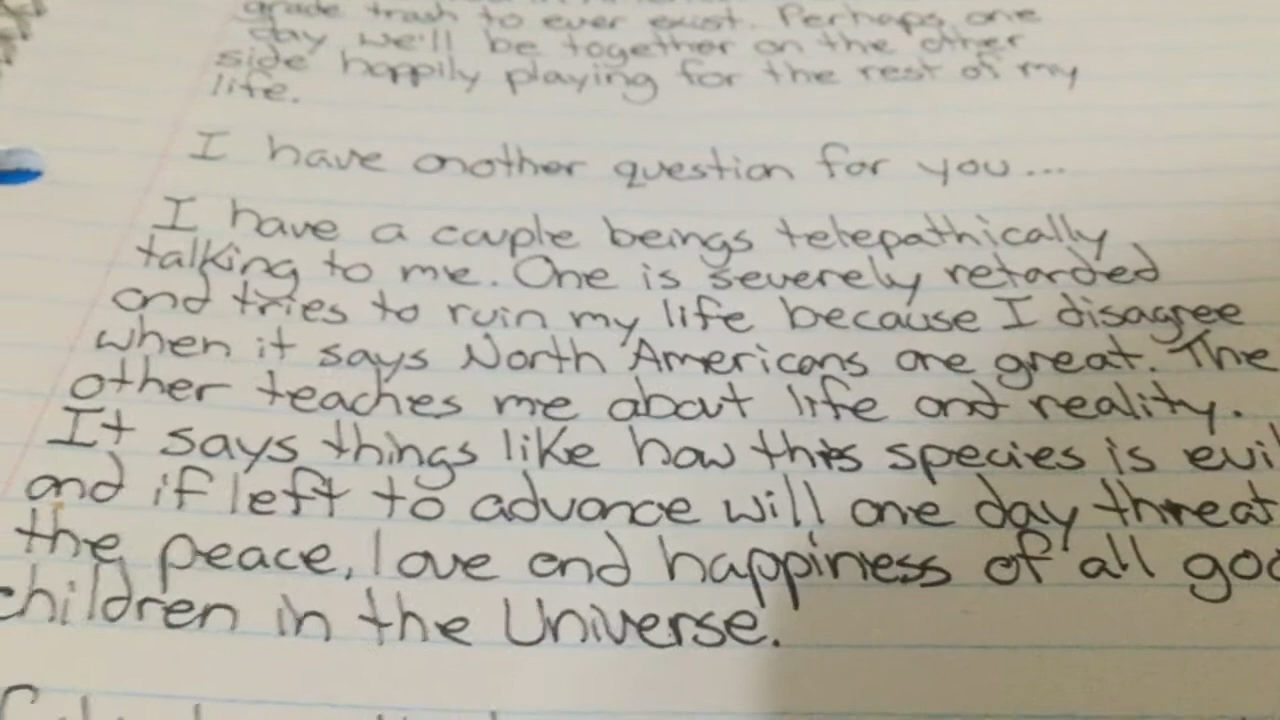 grade trash to ever exist. Perhaps one
day we'll be together on the other
side happily playing for the rest of my
life.
I have another question for you...
I have a couple beings telepathically
talking to me. One is severely retarded
and tries to ruin my life because I disagree
when it says North Americans are great. The
other teaches me about life and reality.
It says things like how this species is evil
and if left to advance will one day threat
the peace, love and happiness of all goo
children in the Universe.